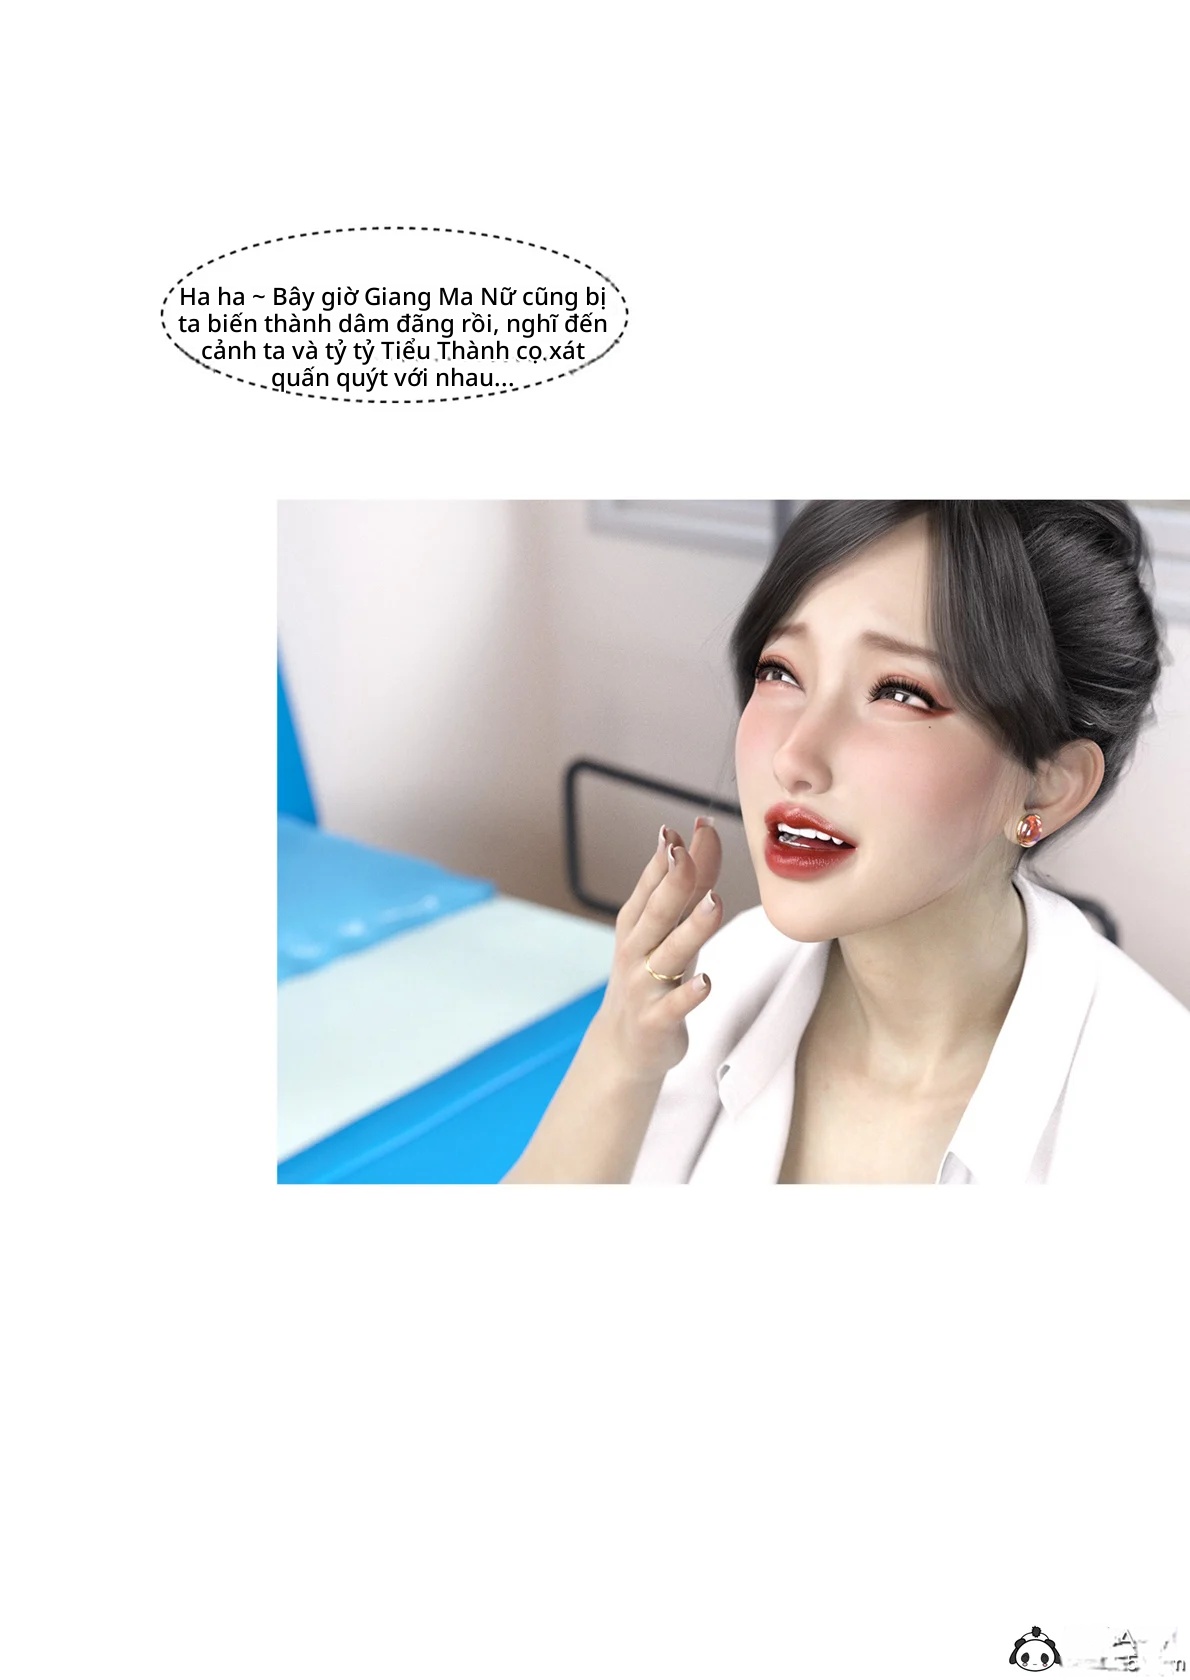 Ha ha ~ Bây giờ Giang Ma Nữ cũng bị
ta biến thành dâm đãng rồi, nghĩ đến
cảnh ta và tỷ tỷ Tiểu Thành cọ xát
quấn quýt với nhau...